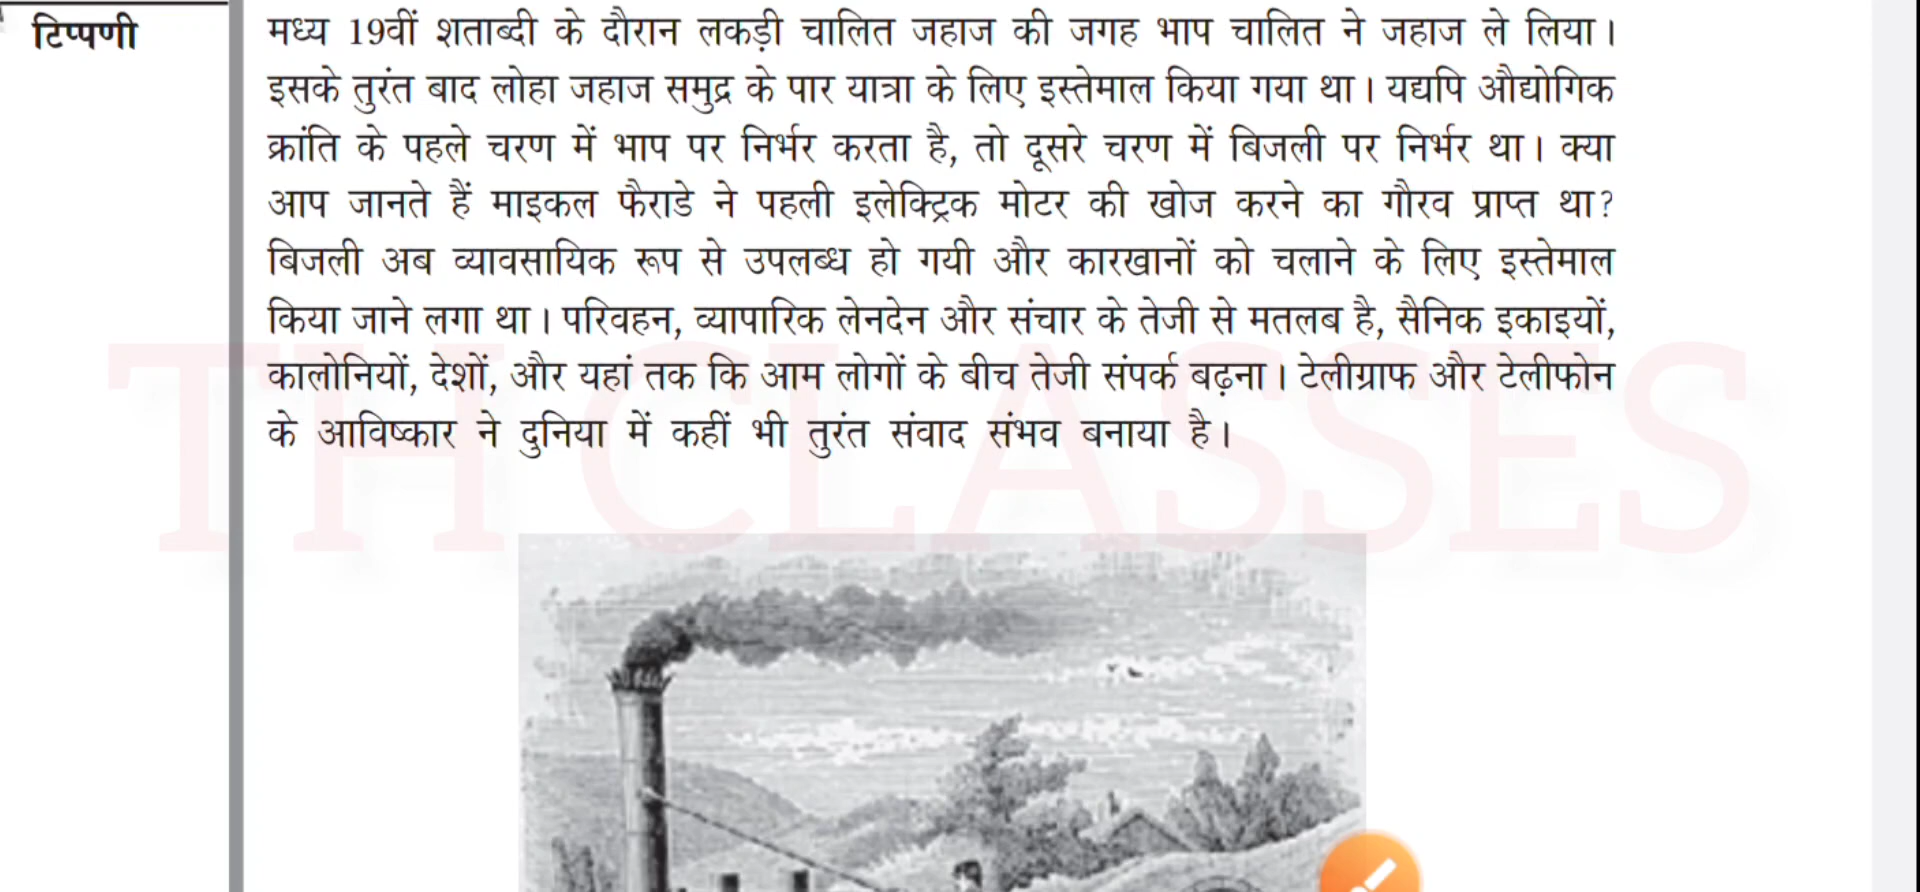 टिप्पणी
मध्य 19वीं शताब्दी के दौरान लकड़ी चालित जहाज की जगह भाप चालित ने जहाज ले लिया।
इसके तुरंत बाद लोहा जहाज समुद्र के पार यात्रा के लिए इस्तेमाल किया गया था। यद्यपि औद्योगिक
क्रांति के पहले चरण में भाप पर निर्भर करता है, तो दूसरे चरण में बिजली पर निर्भर था। क्या
आप जानते हैं माइकल फैराडे ने पहली इलेक्ट्रिक मोटर की खोज करने का गौरव प्राप्त था?
बिजली अब व्यावसायिक रूप से उपलब्ध हो गयी और कारखानों को चलाने के लिए इस्तेमाल
किया जाने लगा था। परिवहन, व्यापारिक लेनदेन और संचार के तेजी से मतलब है, सैनिक इकाइयों,
कालोनियों, देशों, और यहां तक कि आम लोगों के बीच तेजी संपर्क बढ़ना। टेलीग्राफ और टेलीफोन
के आविष्कार ने दुनिया में कहीं भी तुरंत संवाद संभव बनाया है।
TH CLASSES